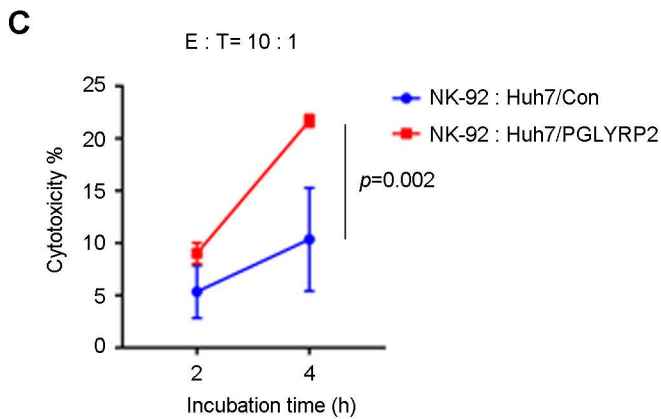 C
E : T= 10 : 1
25
20
15
10
5
0
Cytotoxicity %
2
4
Incubation time (h)
NK-92 : Huh7/Con
NK-92 : Huh7/PGLYRP2
p=0.002